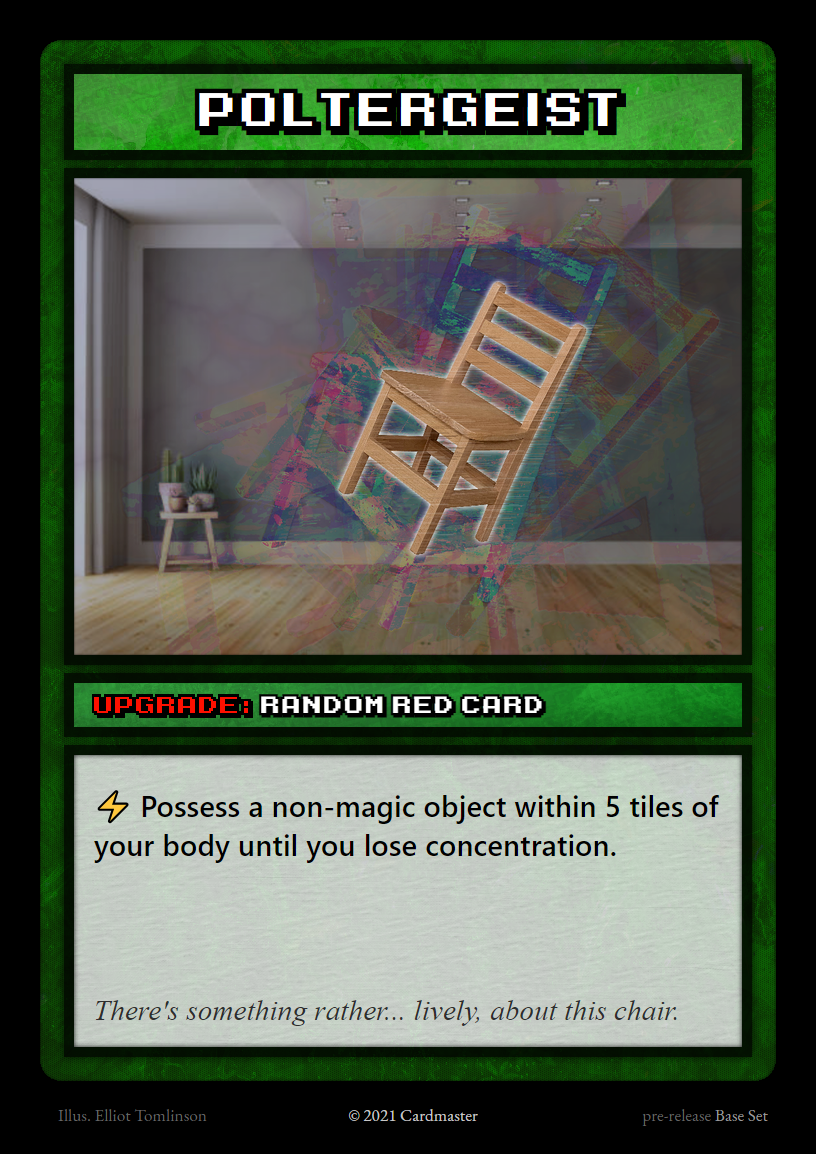 POLTERGEIST
UPGRADE: RANDOM RED CARD
⚡ Possess a non-magic object within 5 tiles of
your body until you lose concentration.
There's something rather... lively, about this chair.
Illus. Elliot Tomlinson © 2021 Cardmaster pre-release Base Set